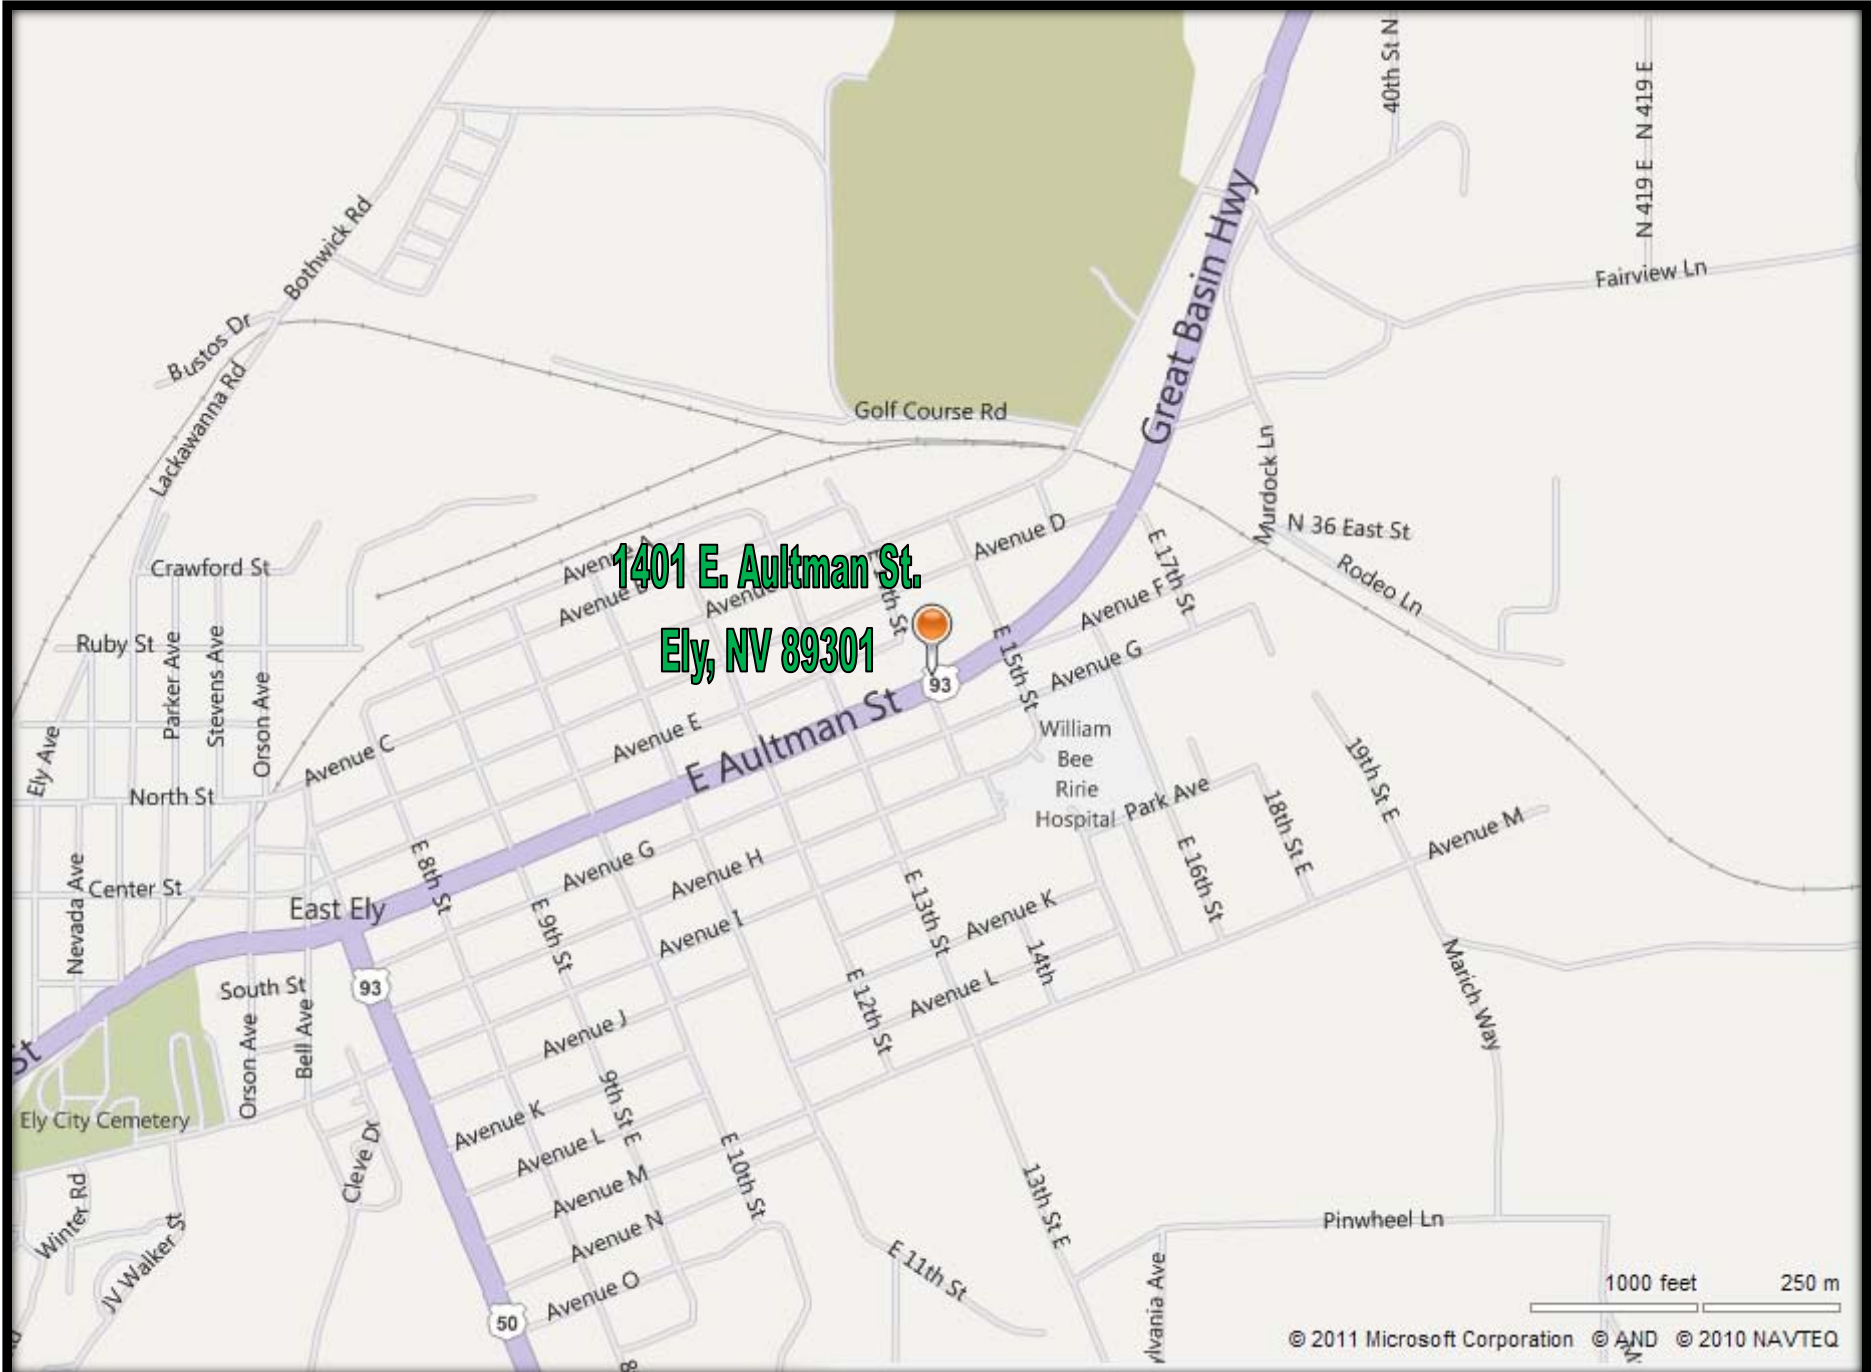 40th St N
N 419 E
N 419 E
Great Basin Hwy
Bothwick Rd
Fairview Ln
Bustos Dr
Lackawanna Rd
Golf Course Rd
Murdock Ln
N 36 East St
Avenue D
E 17th St
Rodeo Ln
Crawford St
Avenue A
1401 E. Aultman St.
Avenue
Avenue
Avenue F
Ruby St
Parker Ave
Stevens Ave
Orson Ave
Ely, NV 89301
E 15th St
Avenue G
93
E Aultman St
Avenue E
William
Bee
Ririe
Hospital
Ely Ave
Avenue C
North St
Park Ave
18th St E
19th St E
Avenue M
E 8th St
Avenue G
Avenue H
E 13th St
E 16th St
Nevada Ave
Center St
East Ely
E 9th St
Avenue I
Avenue K
14th
93
South St
Orson Ave
Bell Ave
E 12th St
Avenue L
Marich Way
St
Avenue J
Ely City Cemetery
Avenue K
9th St E
Avenue L
Cleve Dr
Avenue M
E 10th St
13th St E
Winter Rd
JV Walker St
Avenue N
Pinwheel Ln
E 11th St
Avenue O
ylvania Ave
50
1000 feet
250 m
© 2011 Microsoft Corporation © AND © 2010 NAVTEQ